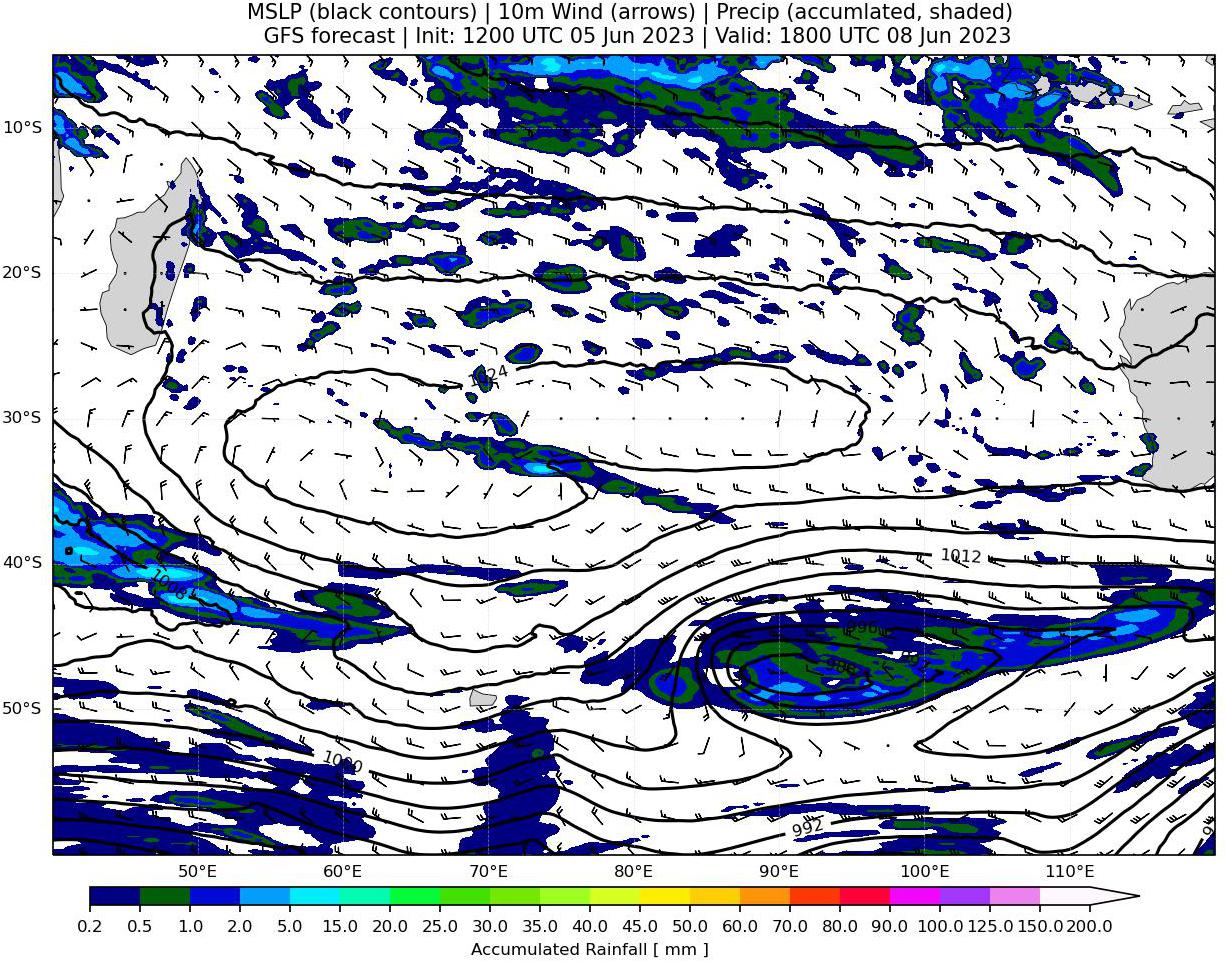 MSLP (black contours) | 10m Wind (arrows) | Precip (accumlated, shaded)
GFS forecast | Init: 1200 UTC 05 Jun 2023 | Valid: 1800 UTC 08 Jun 2023
10°S
20°S
1024
30°S
1012
40°S
1008
996
992
988
50°S
1000
992
50°E 60°E 70°E 80°E 90°E 100°E 110°E
0.2 0.5 1.0 2.0 5.0 10.0 15.0 20.0 25.0 30.0 35.0 40.0 45.0 50.0 60.0 70.0 80.0 90.0 100.0 125.0 150.0 200.0
Accumulated Rainfall [ mm ]